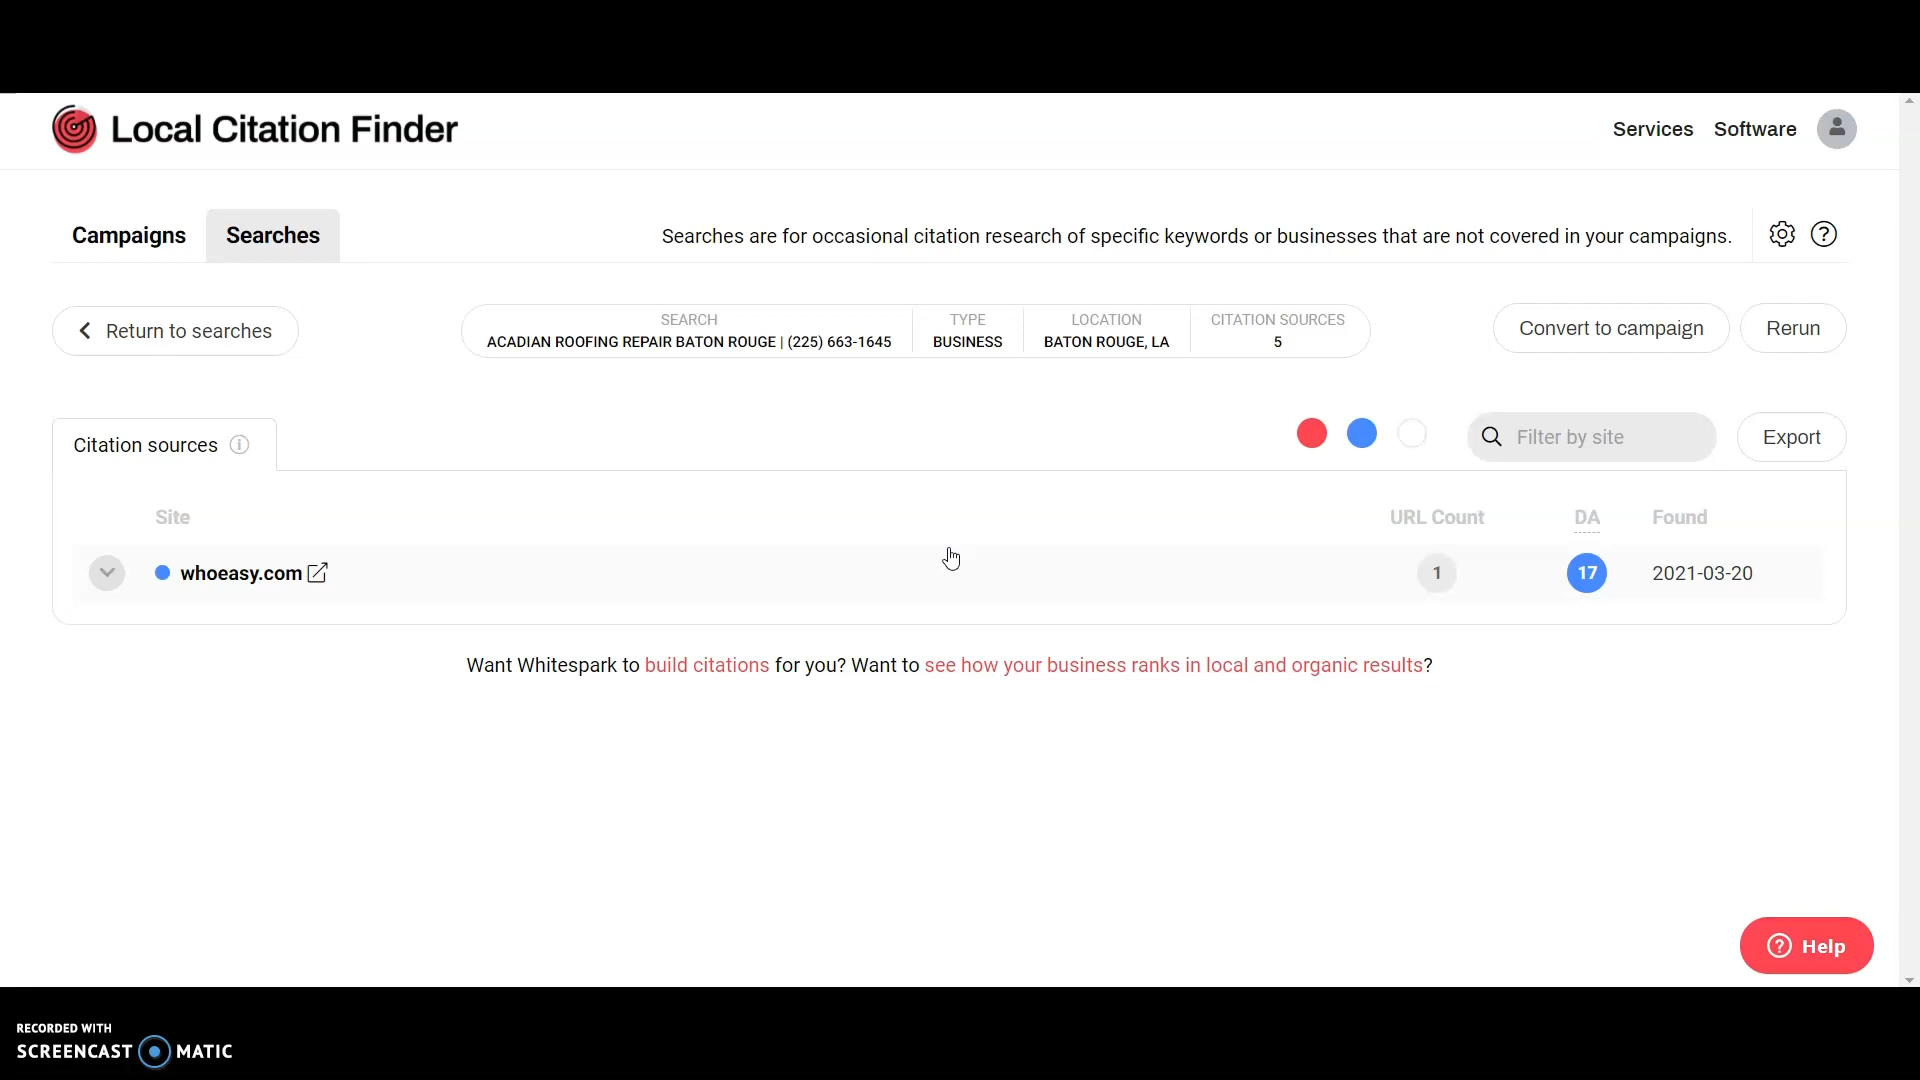 Local Citation Finder
Services Software
Campaigns Searches Searches are for occasional citation research of specific keywords or businesses that are not covered in your campaigns.
Return to searches
SEARCH TYPE LOCATION CITATION SOURCES
ACADIAN ROOFING REPAIR BATON ROUGE | (225) 663-1645 BUSINESS BATON ROUGE, LA 5
Convert to campaign Rerun
Citation sources Filter by site Export
Site URL Count DA Found
whoeasy.com 1 17 2021-03-20
Want Whitespark to build citations for you? Want to see how your business ranks in local and organic results?
Help
RECORDED WITH
SCREENCAST MATIC